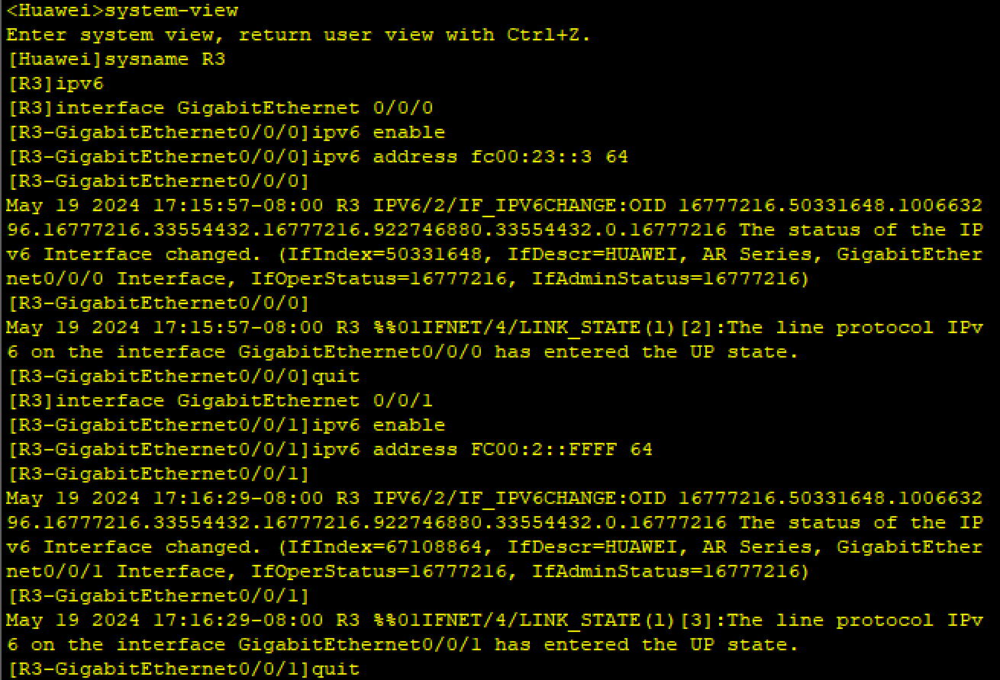 <Huawei>system-view
Enter system view, return user view with Ctrl+Z.
[Huawei]sysname R3
[R3]ipv6
[R3]interface GigabitEthernet 0/0/0
[R3-GigabitEthernet0/0/0]ipv6 enable
[R3-GigabitEthernet0/0/0]ipv6 address fc00:23::3 64
[R3-GigabitEthernet0/0/0]
May 19 2024 17:15:57-08:00 R3 IPV6/2/IF_IPV6CHANGE:OID 16777216.50331648.1006632
96.16777216.33554432.16777216.922746880.33554432.0.16777216 The status of the IP
v6 Interface changed. (IfIndex=50331648, IfDescr=HUAWEI, AR Series, GigabitEther
net0/0/0 Interface, IfOperStatus=16777216, IfAdminStatus=16777216)
[R3-GigabitEthernet0/0/0]
May 19 2024 17:15:57-08:00 R3 %%01IFNET/4/LINK_STATE(l)[2]:The line protocol IPv
6 on the interface GigabitEthernet0/0/0 has entered the UP state.
[R3-GigabitEthernet0/0/0]quit
[R3]interface GigabitEthernet 0/0/1
[R3-GigabitEthernet0/0/1]ipv6 enable
[R3-GigabitEthernet0/0/1]ipv6 address FC00:2::FFFF 64
[R3-GigabitEthernet0/0/1]
May 19 2024 17:16:29-08:00 R3 IPV6/2/IF_IPV6CHANGE:OID 16777216.50331648.1006632
96.16777216.33554432.16777216.922746880.33554432.0.16777216 The status of the IP
v6 Interface changed. (IfIndex=67108864, IfDescr=HUAWEI, AR Series, GigabitEther
net0/0/1 Interface, IfOperStatus=16777216, IfAdminStatus=16777216)
[R3-GigabitEthernet0/0/1]
May 19 2024 17:16:29-08:00 R3 %%01IFNET/4/LINK_STATE(l)[3]:The line protocol IPv
6 on the interface GigabitEthernet0/0/1 has entered the UP state.
[R3-GigabitEthernet0/0/1]quit